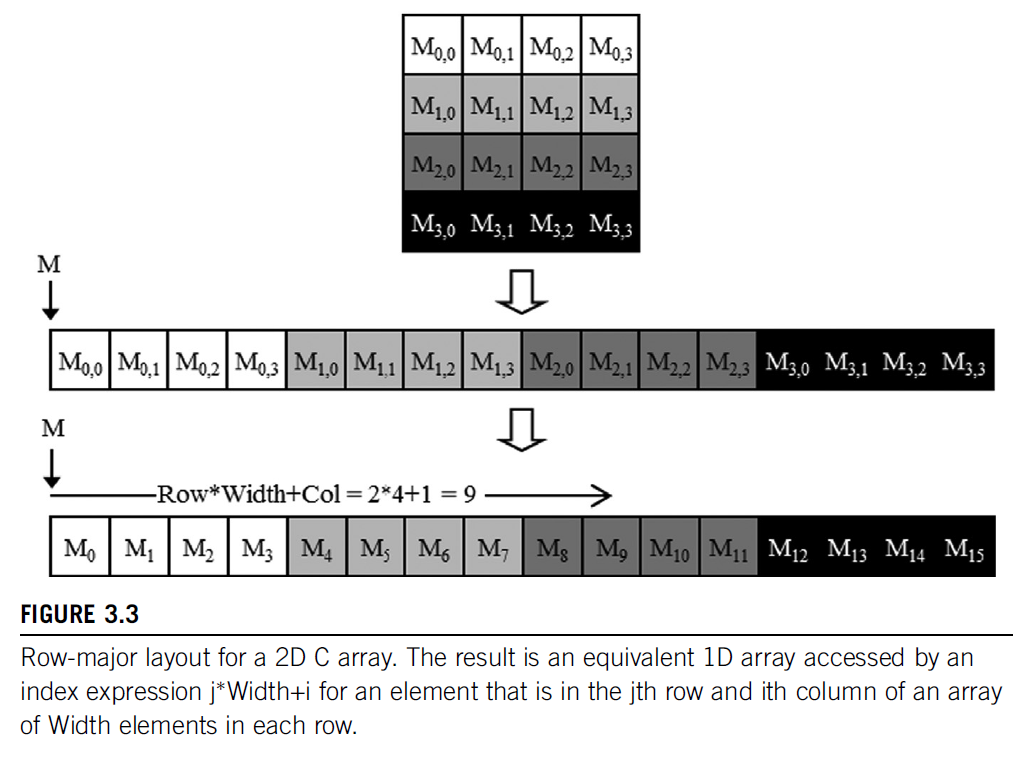 M0,0 M0,1 M0,2 M0,3
M1,0 M1,1 M1,2 M1,3
M2,0 M2,1 M2,2 M2,3
M3,0 M3,1 M3,2 M3,3
M
M0,0 M0,1 M0,2 M0,3 M1,0 M1,1 M1,2 M1,3 M2,0 M2,1 M2,2 M2,3 M3,0 M3,1 M3,2 M3,3
M
Row*Width+Col = 2*4+1 = 9
M0 M1 M2 M3 M4 M5 M6 M7 M8 M9 M10 M11 M12 M13 M14 M15
FIGURE 3.3
Row-major layout for a 2D C array. The result is an equivalent 1D array accessed by an
index expression j*Width+i for an element that is in the jth row and ith column of an array
of Width elements in each row.